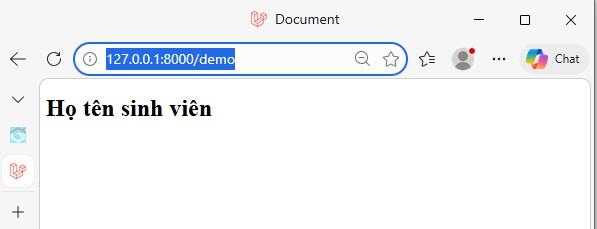 Document
127.0.0.1:8000/demo
Chat
Họ tên sinh viên